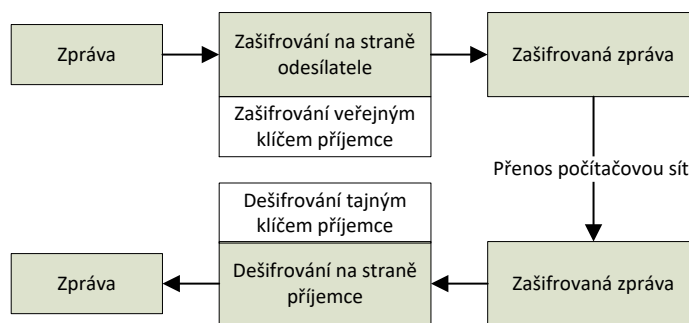 Zpráva
Zašifrování na straně
odesílatele
Zašifrovaná zpráva
Zašifrování veřejným
klíčem příjemce
Přenos počítačovou sít
Dešifrování tajným
klíčem příjemce
Zpráva
Dešifrování na straně
příjemce
Zašifrovaná zpráva